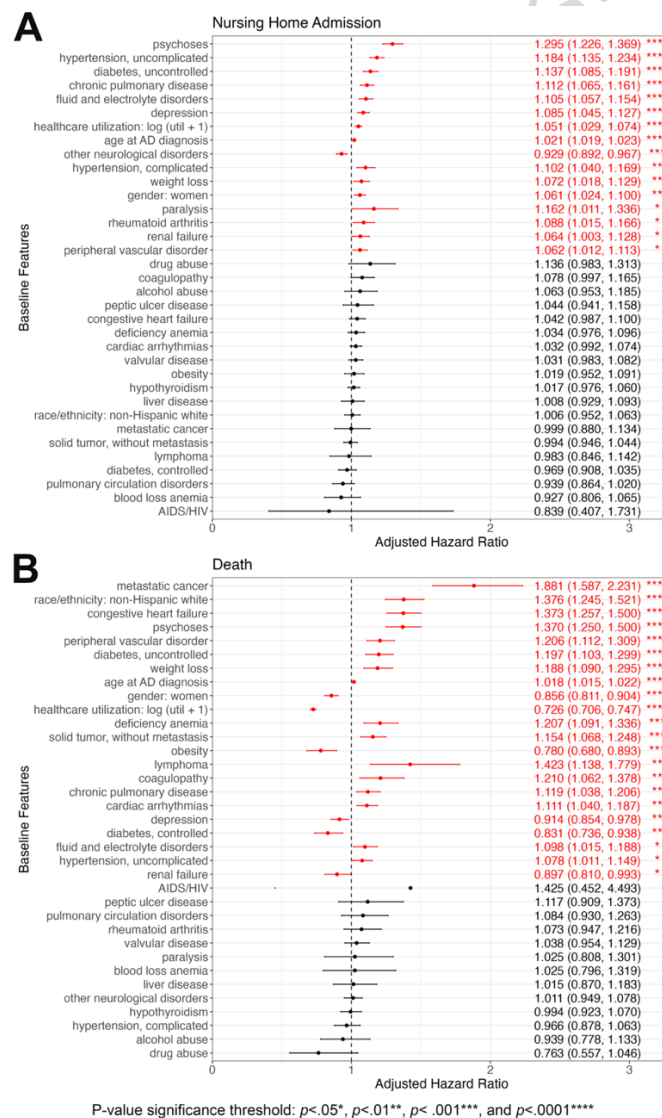 A
Nursing Home Admission
Baseline Features
psychoses 1.295 (1.226, 1.369) ****
hypertension, uncomplicated 1.184 (1.135, 1.234) ****
diabetes, uncontrolled 1.137 (1.085, 1.191) ****
chronic pulmonary disease 1.112 (1.065, 1.161) ****
fluid and electrolyte disorders 1.105 (1.057, 1.154) ****
depression 1.085 (1.045, 1.127) ****
healthcare utilization: log (util + 1) 1.051 (1.029, 1.074) ****
age at AD diagnosis 1.021 (1.019, 1.023) ****
other neurological disorders 0.929 (0.892, 0.967) ***
hypertension, complicated 1.102 (1.040, 1.169) **
weight loss 1.072 (1.018, 1.129) **
gender: women 1.061 (1.024, 1.100) **
paralysis 1.162 (1.011, 1.336) *
rheumatoid arthritis 1.088 (1.015, 1.166) *
renal failure 1.064 (1.003, 1.128) *
peripheral vascular disorder 1.062 (1.012, 1.113) *
drug abuse 1.136 (0.983, 1.313)
coagulopathy 1.078 (0.997, 1.165)
alcohol abuse 1.063 (0.953, 1.185)
peptic ulcer disease 1.044 (0.941, 1.158)
congestive heart failure 1.042 (0.987, 1.100)
deficiency anemia 1.034 (0.976, 1.096)
cardiac arrhythmias 1.032 (0.992, 1.074)
valvular disease 1.031 (0.983, 1.082)
obesity 1.019 (0.952, 1.091)
hypothyroidism 1.017 (0.976, 1.060)
liver disease 1.008 (0.929, 1.093)
race/ethnicity: non-Hispanic white 1.006 (0.952, 1.063)
metastatic cancer 0.999 (0.880, 1.134)
solid tumor, without metastasis 0.994 (0.946, 1.044)
lymphoma 0.983 (0.846, 1.142)
diabetes, controlled 0.969 (0.908, 1.035)
pulmonary circulation disorders 0.939 (0.864, 1.020)
blood loss anemia 0.927 (0.806, 1.065)
AIDS/HIV 0.839 (0.407, 1.731)
0 1 2 3
Adjusted Hazard Ratio
B
Death
Baseline Features
metastatic cancer 1.881 (1.587, 2.231) ****
race/ethnicity: non-Hispanic white 1.376 (1.245, 1.521) ****
congestive heart failure 1.373 (1.257, 1.500) ****
psychoses 1.370 (1.250, 1.500) ****
peripheral vascular disorder 1.206 (1.112, 1.309) ****
diabetes, uncontrolled 1.197 (1.103, 1.299) ****
weight loss 1.188 (1.090, 1.295) ****
age at AD diagnosis 1.018 (1.015, 1.022) ****
gender: women 0.856 (0.811, 0.904) ****
healthcare utilization: log (util + 1) 0.726 (0.706, 0.747) ****
deficiency anemia 1.207 (1.091, 1.336) ***
solid tumor, without metastasis 1.154 (1.068, 1.248) ***
obesity 0.780 (0.680, 0.893) ***
lymphoma 1.423 (1.138, 1.779) **
coagulopathy 1.210 (1.062, 1.378) **
chronic pulmonary disease 1.119 (1.038, 1.206) **
cardiac arrhythmias 1.111 (1.040, 1.187) **
depression 0.914 (0.854, 0.978) **
diabetes, controlled 0.831 (0.736, 0.938) **
fluid and electrolyte disorders 1.098 (1.015, 1.188) *
hypertension, uncomplicated 1.078 (1.011, 1.149) *
renal failure 0.897 (0.810, 0.993) *
AIDS/HIV 1.425 (0.452, 4.493)
peptic ulcer disease 1.117 (0.909, 1.373)
pulmonary circulation disorders 1.084 (0.930, 1.263)
rheumatoid arthritis 1.073 (0.947, 1.216)
valvular disease 1.038 (0.954, 1.129)
paralysis 1.025 (0.808, 1.301)
blood loss anemia 1.025 (0.796, 1.319)
liver disease 1.015 (0.870, 1.183)
other neurological disorders 1.011 (0.949, 1.078)
hypothyroidism 0.994 (0.923, 1.070)
hypertension, complicated 0.966 (0.878, 1.063)
alcohol abuse 0.939 (0.778, 1.133)
drug abuse 0.763 (0.557, 1.046)
0 1 2 3
Adjusted Hazard Ratio
P-value significance threshold: p<.05*, p<.01**, p< .001***, and p<.0001****